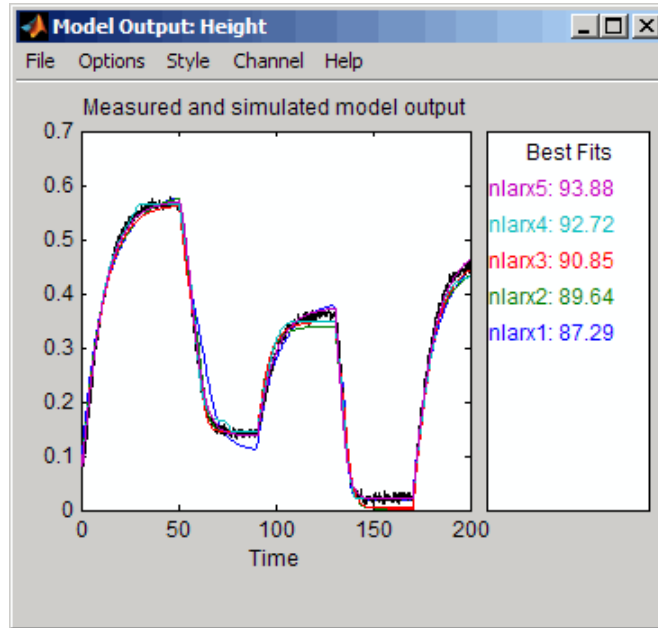 Model Output: Height
File Options Style Channel Help
Measured and simulated model output
0.7
0.6
0.5
0.4
0.3
0.2
0.1
0
0 50 100 150 200
Time
Best Fits
nlarx5: 93.88
nlarx4: 92.72
nlarx3: 90.85
nlarx2: 89.64
nlarx1: 87.29